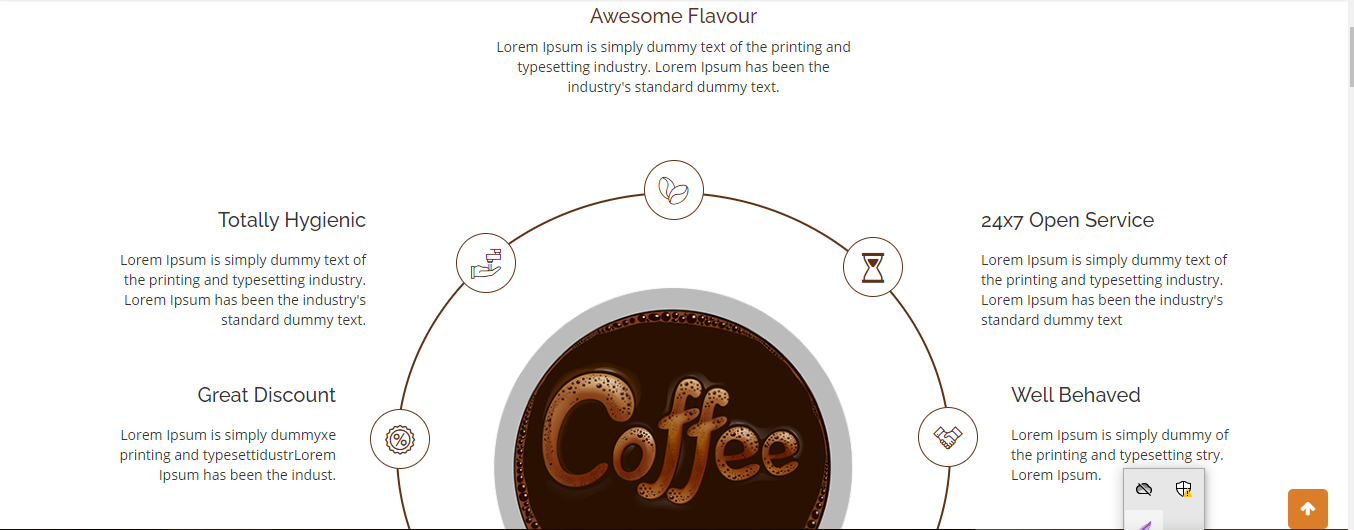 Awesome Flavour
Lorem Ipsum is simply dummy text of the printing and
typesetting industry. Lorem Ipsum has been the
industry's standard dummy text.
Totally Hygienic
Lorem Ipsum is simply dummy text of
the printing and typesetting industry.
Lorem Ipsum has been the industry's
standard dummy text.
24x7 Open Service
Lorem Ipsum is simply dummy text of
the printing and typesetting industry.
Lorem Ipsum has been the industry's
standard dummy text
Great Discount
Lorem Ipsum is simply dummyxe
printing and typesettidustrLorem
Ipsum has been the indust.
Coffee
Well Behaved
Lorem Ipsum is simply dummy of
the printing and typesetting stry.
Lorem Ipsum.